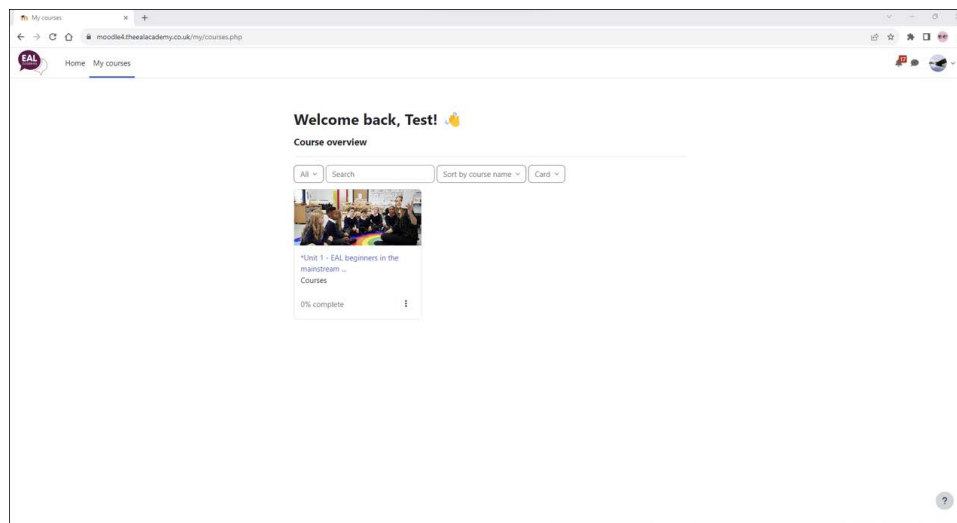 My courses
moodle4.theealacademy.co.uk/my/courses.php
EAL
Home My courses
17
Welcome back, Test! 👋
Course overview
All Search Sort by course name Card
*Unit 1 - EAL beginners in the
mainstream ...
Courses
0% complete
?